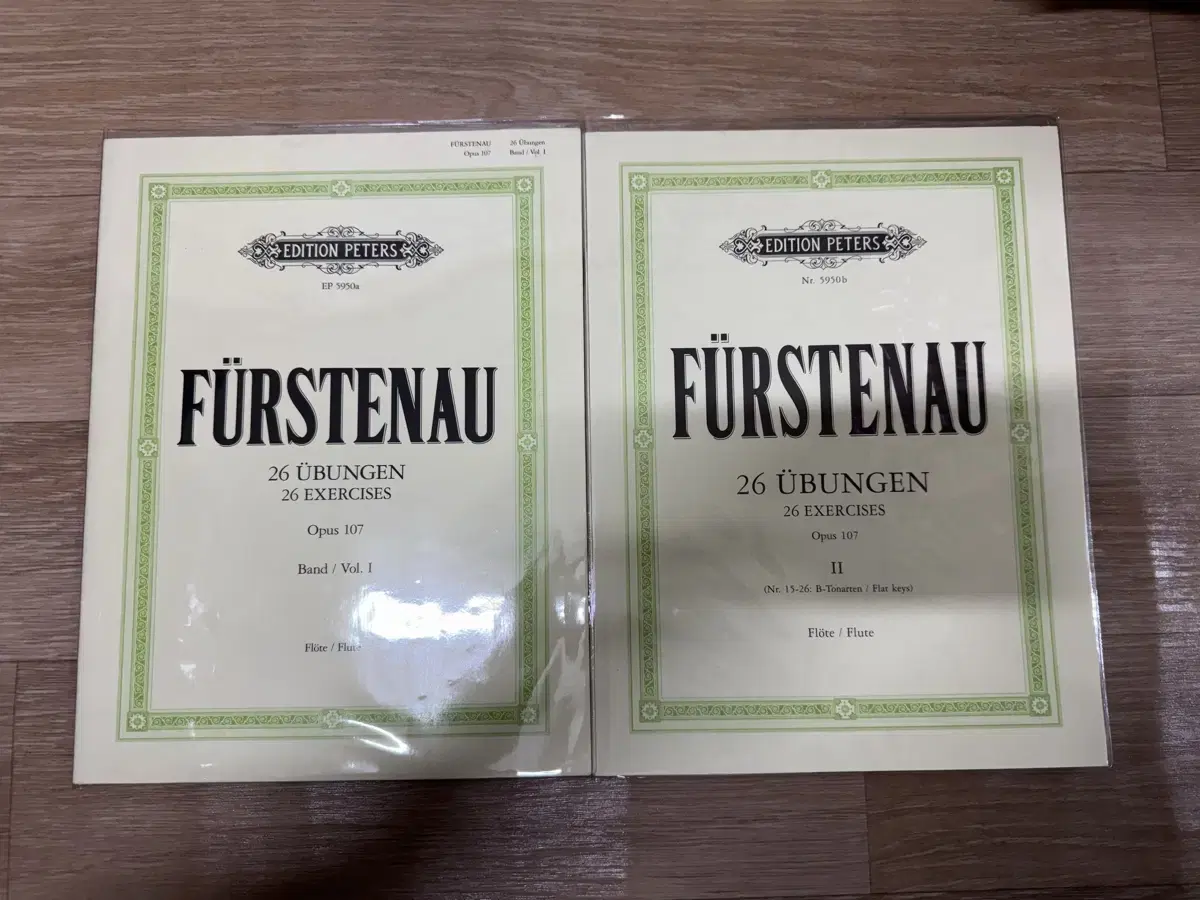 FÜRSTENAU 26 Übungen
Opus 107 Band / Vol. I
EDITION PETERS
EP 5950a
FÜRSTENAU
26 ÜBUNGEN
26 EXERCISES
Opus 107
Band / Vol. I
Flöte / Flute
EDITION PETERS
Nr. 5950b
FÜRSTENAU
26 ÜBUNGEN
26 EXERCISES
Opus 107
II
(Nr. 15-26: B-Tonarten / Flat keys)
Flöte / Flute